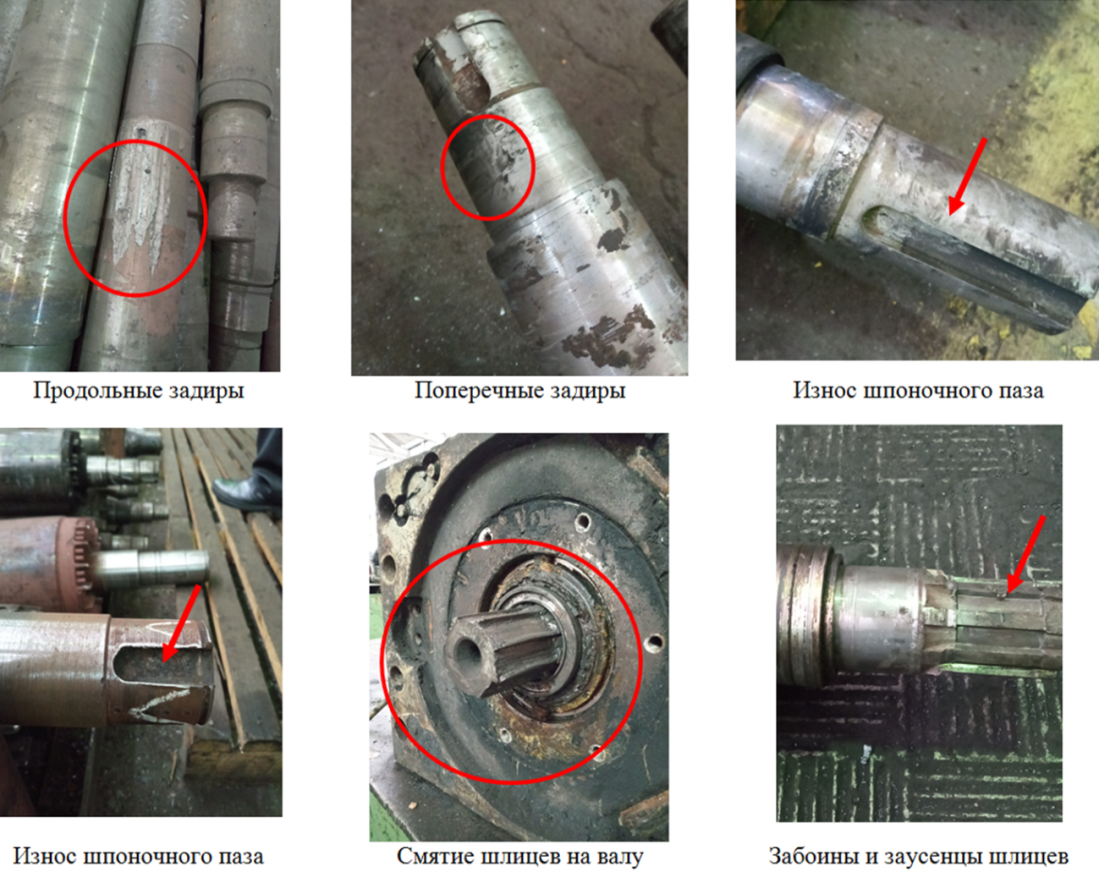 Продольные задиры
Поперечные задиры
Износ шпоночного паза
Износ шпоночного паза
Смятие шлицев на валу
Забоины и заусенцы шлицев